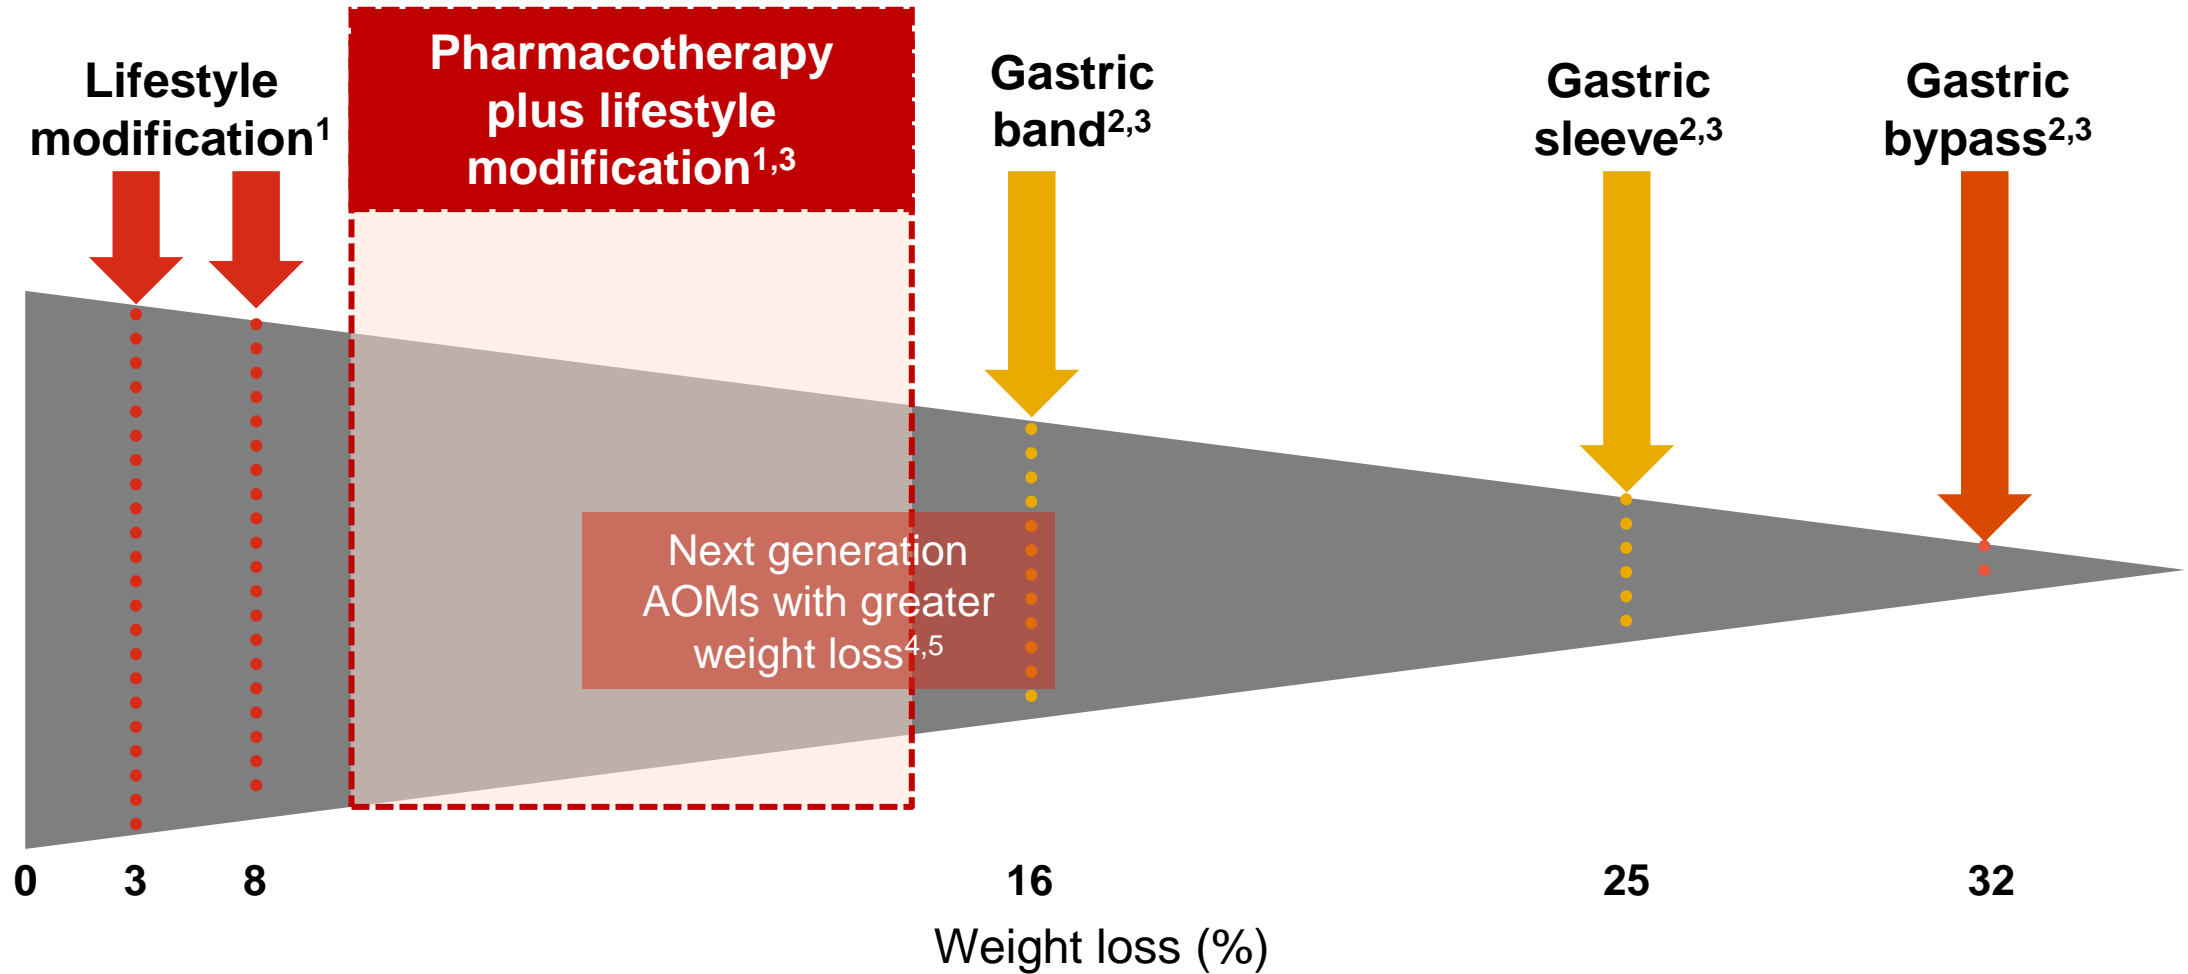 Lifestyle
modification1
Pharmacotherapy
plus lifestyle
modification1,3
Gastric
band2,3
Gastric
sleeve2,3
Gastric
bypass2,3
Next generation
AOMs with greater
weight loss4,5
0 3 8 16 25 32
Weight loss (%)